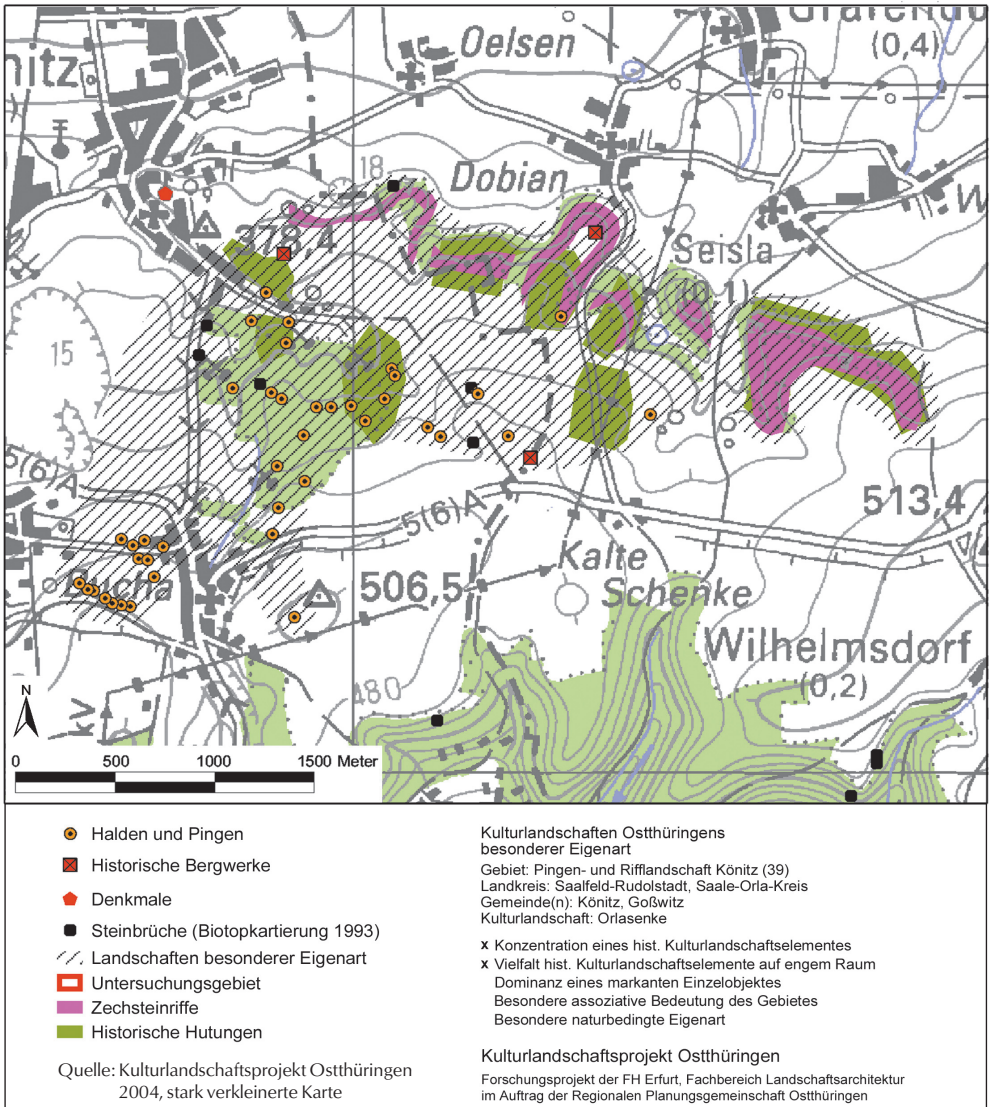 Oelsen
(0,4)
Dobian
18
378,4
Seisla
(0,1)
15
5(6)A
5(6)A
513,4
Bucha
506,5
Kalte
Schenke
Wilhelmsdorf
(0,2)
480
kV
N
0 500 1000 1500 Meter
Halden und Pingen
Historische Bergwerke
Denkmale
Steinbrüche (Biotopkartierung 1993)
Landschaften besonderer Eigenart
Untersuchungsgebiet
Zechsteinriffe
Historische Hutungen
Quelle: Kulturlandschaftsprojekt Ostthüringen
2004, stark verkleinerte Karte
Kulturlandschaften Ostthüringens
besonderer Eigenart
Gebiet: Pingen- und Rifflandschaft Könitz (39)
Landkreis: Saalfeld-Rudolstadt, Saale-Orla-Kreis
Gemeinde(n): Könitz, Goßwitz
Kulturlandschaft: Orlasenke
x Konzentration eines hist. Kulturlandschaftselementes
x Vielfalt hist. Kulturlandschaftselemente auf engem Raum
Dominanz eines markanten Einzelobjektes
Besondere assoziative Bedeutung des Gebietes
Besondere naturbedingte Eigenart
Kulturlandschaftsprojekt Ostthüringen
Forschungsprojekt der FH Erfurt, Fachbereich Landschaftsarchitektur
im Auftrag der Regionalen Planungsgemeinschaft Ostthüringen